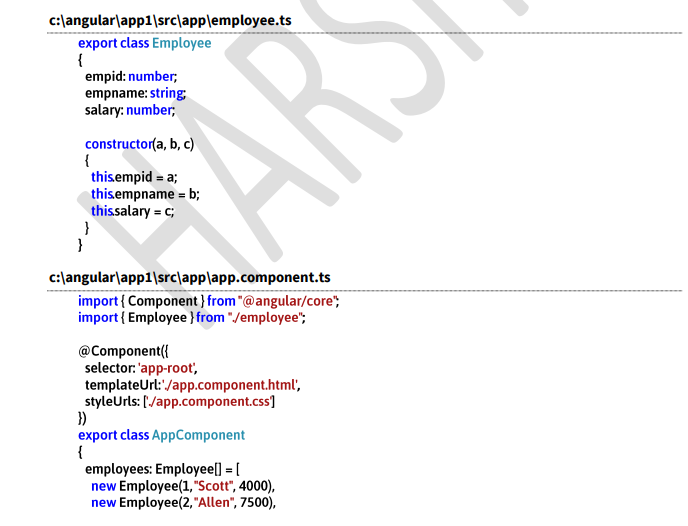 c:\angular\app1\src\app\employee.ts
export class Employee
{
empid: number;
empname: string;
salary: number;
constructor(a, b, c)
{
this.empid = a;
this.empname = b;
this.salary = c;
}
}
c:\angular\app1\src\app\app.component.ts
import { Component } from "@angular/core";
import { Employee } from "./employee";
@Component({
selector: 'app-root',
templateUrl:'./app.component.html',
styleUrls: ['./app.component.css']
})
export class AppComponent
{
employees: Employee[] = [
new Employee(1,"Scott", 4000),
new Employee(2,"Allen", 7500),